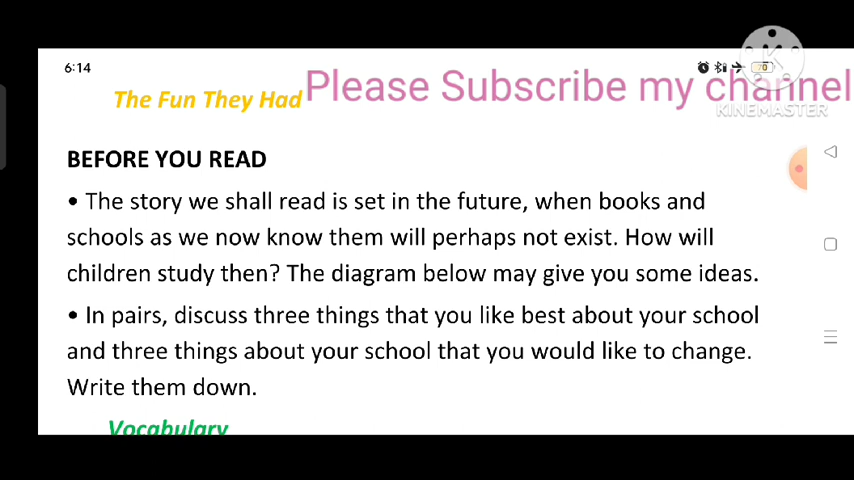 6:14
70
The Fun They Had
Please Subscribe my channel
KINEMASTER
BEFORE YOU READ
• The story we shall read is set in the future, when books and
schools as we now know them will perhaps not exist. How will
children study then? The diagram below may give you some ideas.
• In pairs, discuss three things that you like best about your school
and three things about your school that you would like to change.
Write them down.
Vocabulary